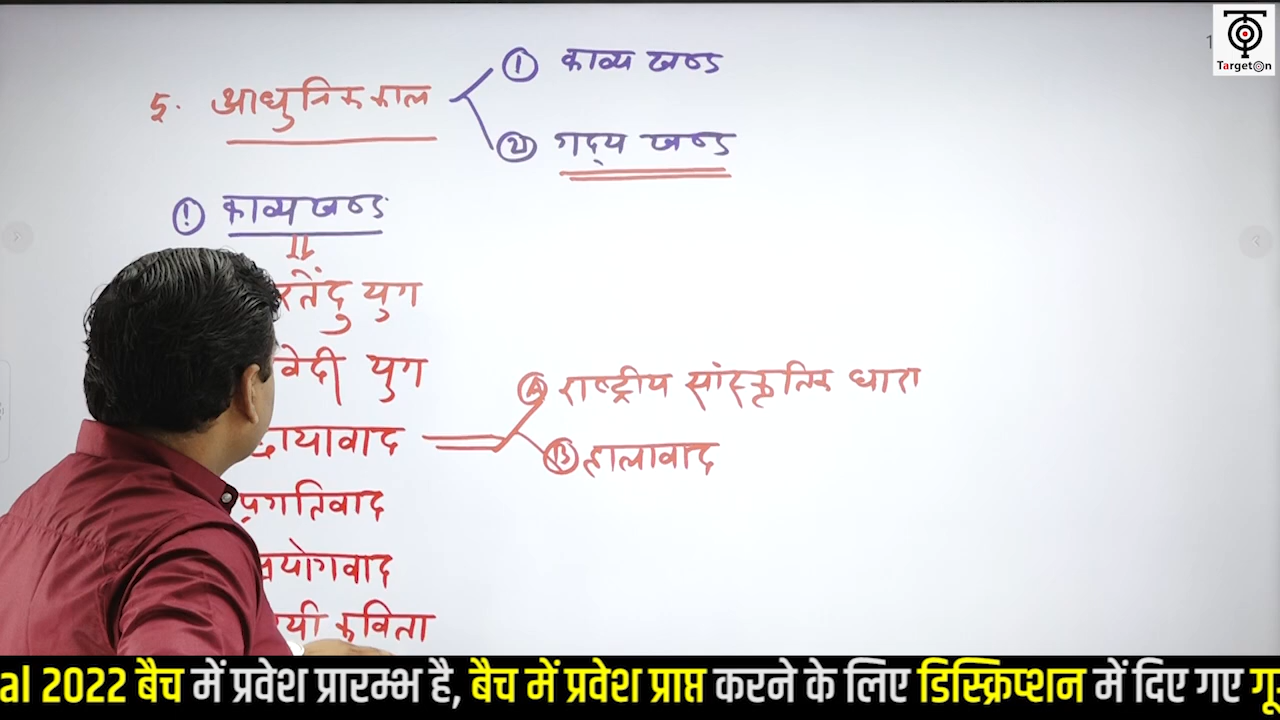 Target On
5. आधुनिक काल
① काव्य खण्ड
② गद्य खण्ड
① काव्य खण्ड
रतेंदु युग
वेदी युग
छायावाद
Ⓐ राष्ट्रीय सांस्कृतिक धारा
Ⓑ हालावाद
प्रगतिवाद
प्रयोगवाद
यी कविता
al 2022 बैच में प्रवेश प्रारम्भ है, बैच में प्रवेश प्राप्त करने के लिए डिस्क्रिप्शन में दिए गए गू